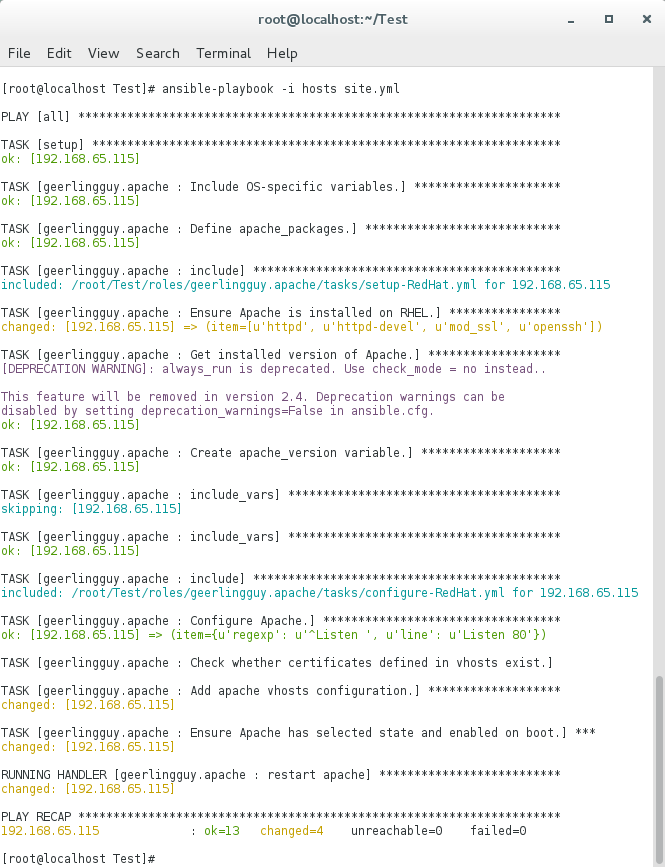 root@localhost:~/Test
File Edit View Search Terminal Help
[root@localhost Test]# ansible-playbook -i hosts site.yml
PLAY [all] *********************************************************************
TASK [setup] *******************************************************************
ok: [192.168.65.115]
TASK [geerlingguy.apache : Include OS-specific variables.] *********************
ok: [192.168.65.115]
TASK [geerlingguy.apache : Define apache_packages.] ****************************
ok: [192.168.65.115]
TASK [geerlingguy.apache : include] ********************************************
included: /root/Test/roles/geerlingguy.apache/tasks/setup-RedHat.yml for 192.168.65.115
TASK [geerlingguy.apache : Ensure Apache is installed on RHEL.] ****************
changed: [192.168.65.115] => (item=[u'httpd', u'httpd-devel', u'mod_ssl', u'openssh'])
TASK [geerlingguy.apache : Get installed version of Apache.] *******************
[DEPRECATION WARNING]: always_run is deprecated. Use check_mode = no instead..
This feature will be removed in version 2.4. Deprecation warnings can be
disabled by setting deprecation_warnings=False in ansible.cfg.
ok: [192.168.65.115]
TASK [geerlingguy.apache : Create apache_version variable.] ********************
ok: [192.168.65.115]
TASK [geerlingguy.apache : include_vars] ***************************************
skipping: [192.168.65.115]
TASK [geerlingguy.apache : include_vars] ***************************************
ok: [192.168.65.115]
TASK [geerlingguy.apache : include] ********************************************
included: /root/Test/roles/geerlingguy.apache/tasks/configure-RedHat.yml for 192.168.65.115
TASK [geerlingguy.apache : Configure Apache.] **********************************
ok: [192.168.65.115] => (item={u'regexp': u'^Listen ', u'line': u'Listen 80'})
TASK [geerlingguy.apache : Check whether certificates defined in vhosts exist.]
TASK [geerlingguy.apache : Add apache vhosts configuration.] *******************
changed: [192.168.65.115]
TASK [geerlingguy.apache : Ensure Apache has selected state and enabled on boot.] ***
changed: [192.168.65.115]
RUNNING HANDLER [geerlingguy.apache : restart apache] **************************
changed: [192.168.65.115]
PLAY RECAP *********************************************************************
192.168.65.115 : ok=13 changed=4 unreachable=0 failed=0
[root@localhost Test]#